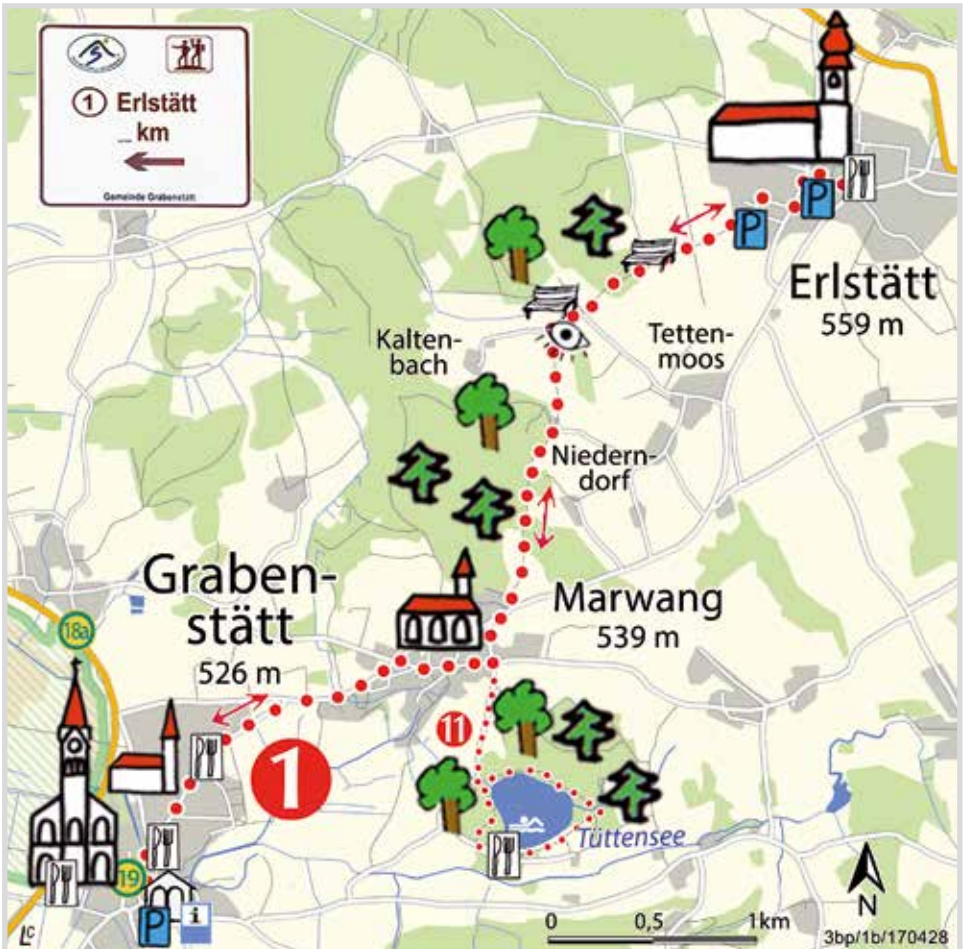 1 Erlstätt
_ km
Gemeinde Grabenstätt
P
P
Erlstätt
559 m
Kalten-
bach
Tetten-
moos
Niedern-
dorf
Graben-
stätt
526 m
Marwang
539 m
18a
11
1
Tüttensee
19
P
i
0 0,5 1km
N
Lc
3bp/1b/170428